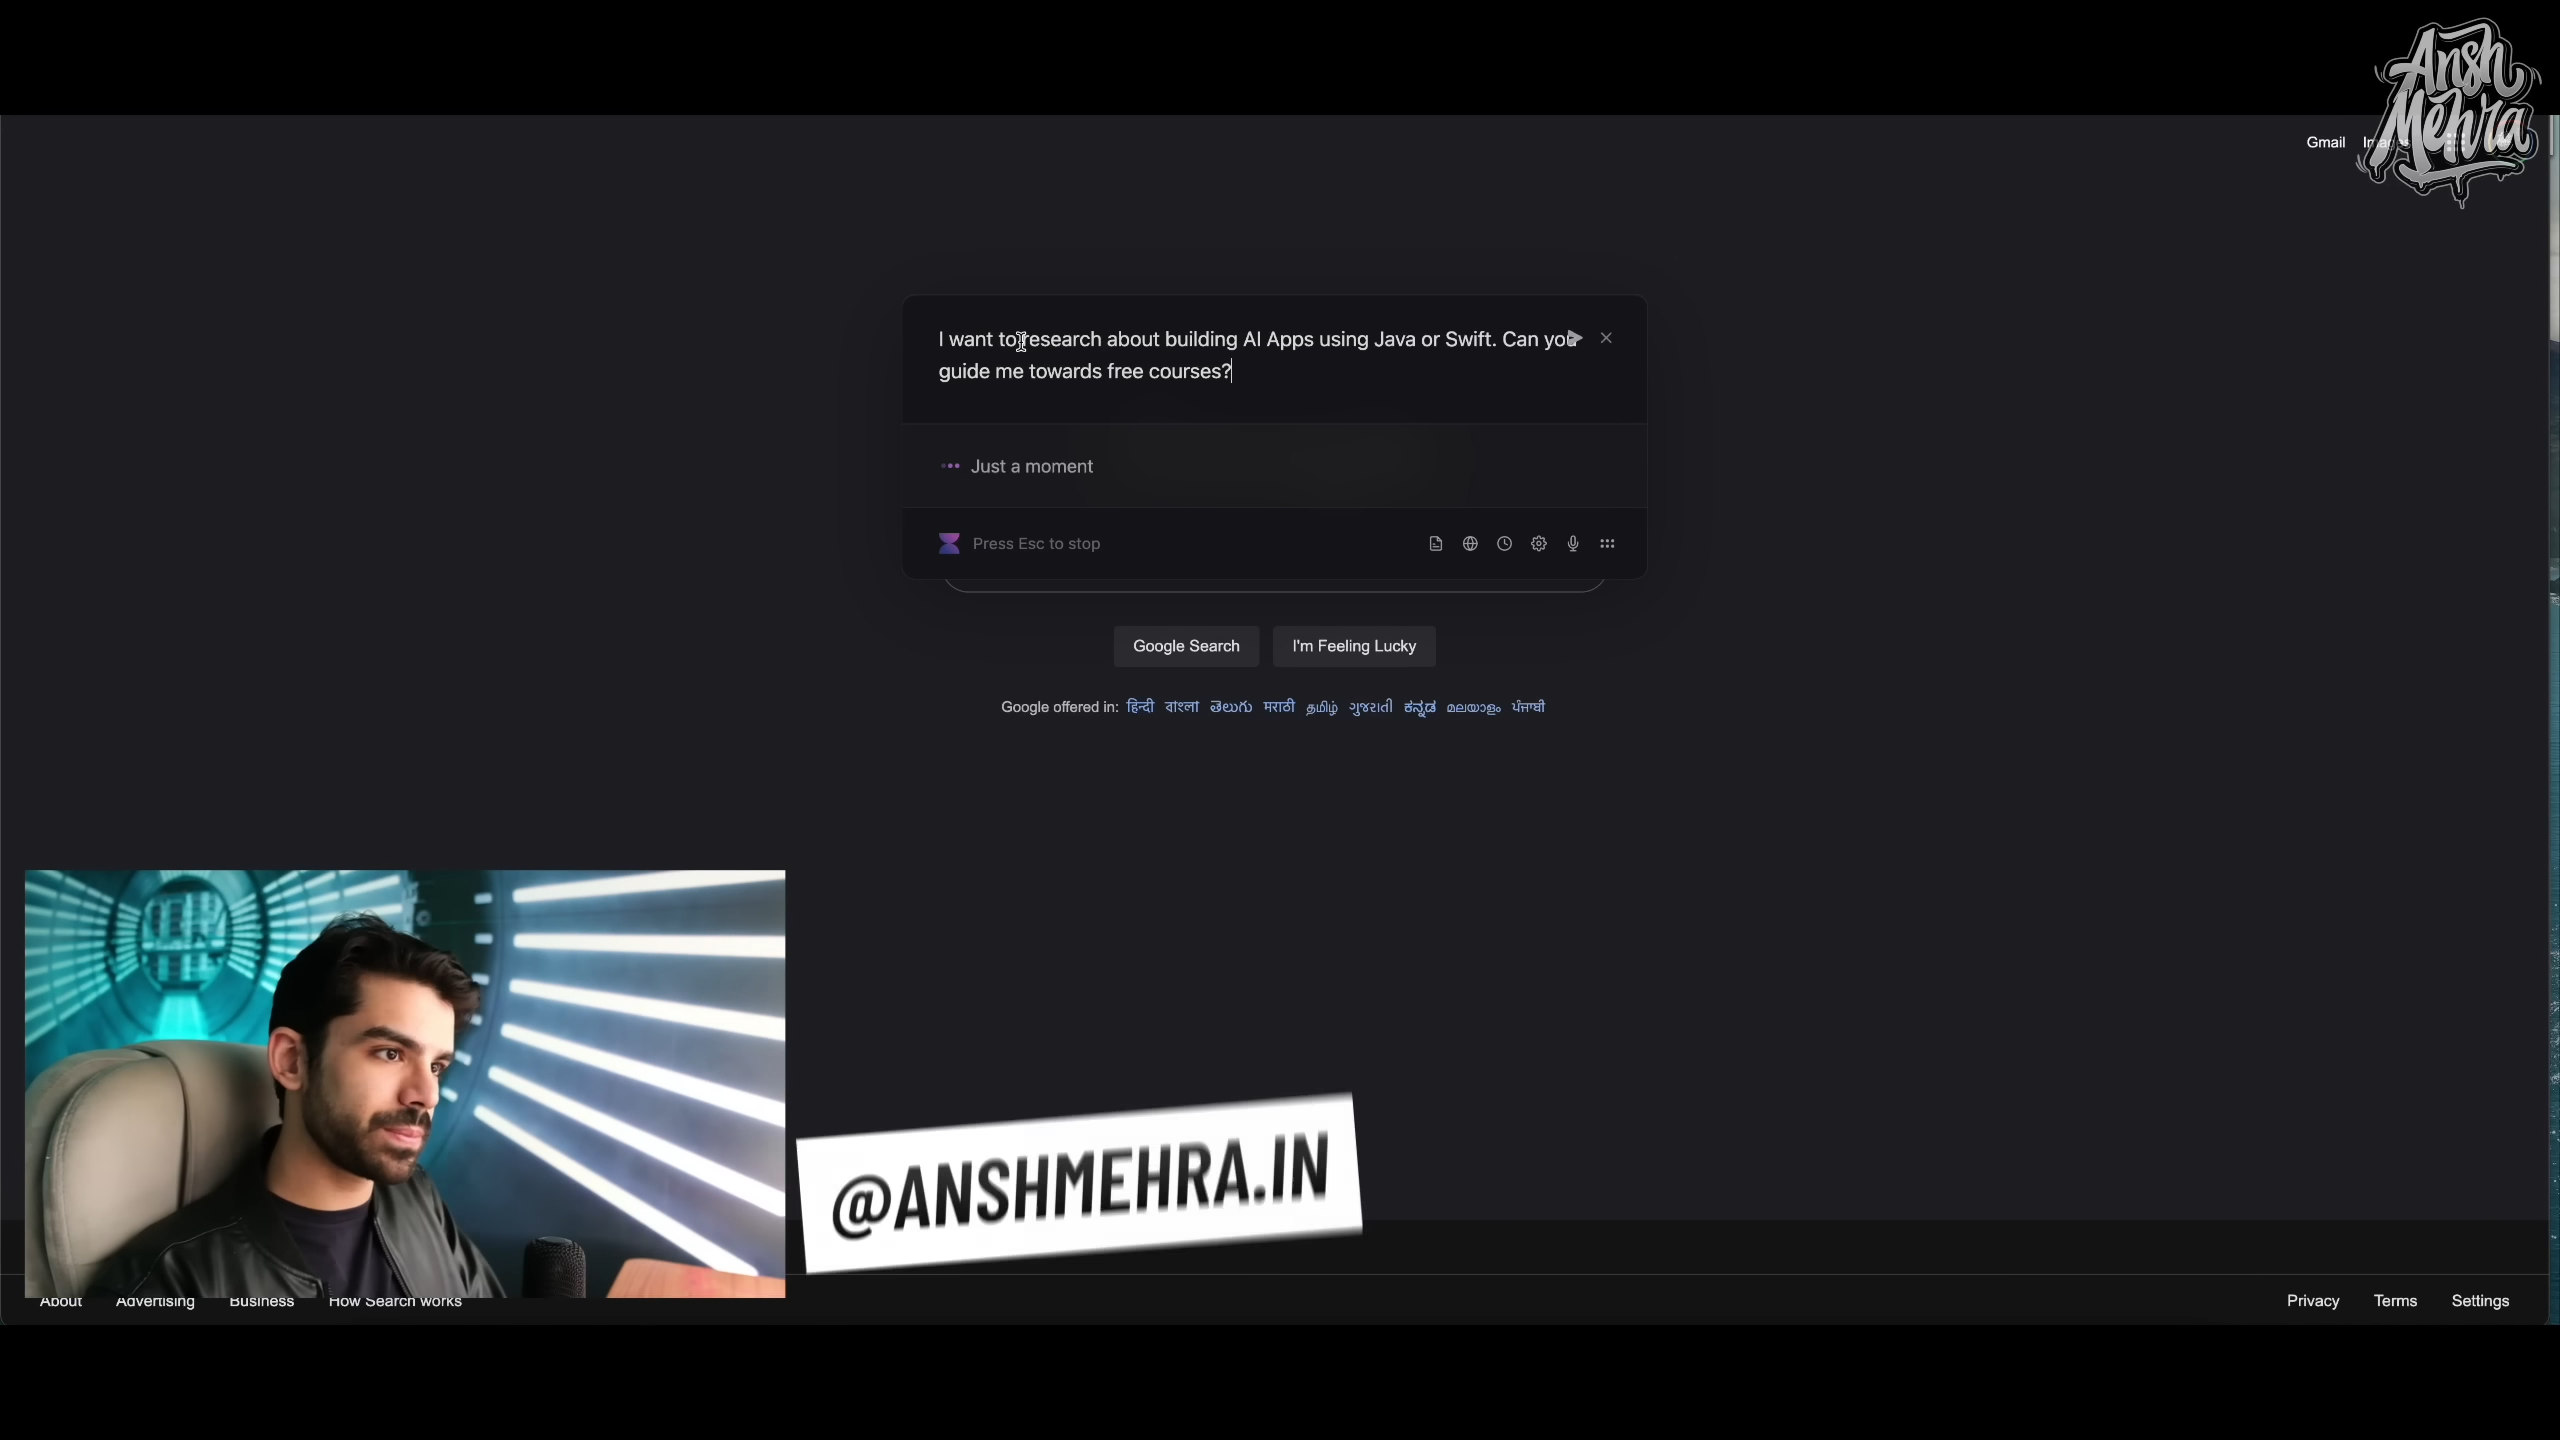 Ansh
Mehra
Gmail
I want to research about building AI Apps using Java or Swift. Can you
guide me towards free courses?
Just a moment
Press Esc to stop
Google Search I'm Feeling Lucky
Google offered in: हिन्दी বাংলা తెలుగు मराठी தமிழ் ગુજરાતી ಕನ್ನಡ മലയാളം ਪੰਜਾਬੀ
@ANSHMEHRA.IN
About Advertising Business How Search works
Privacy Terms Settings